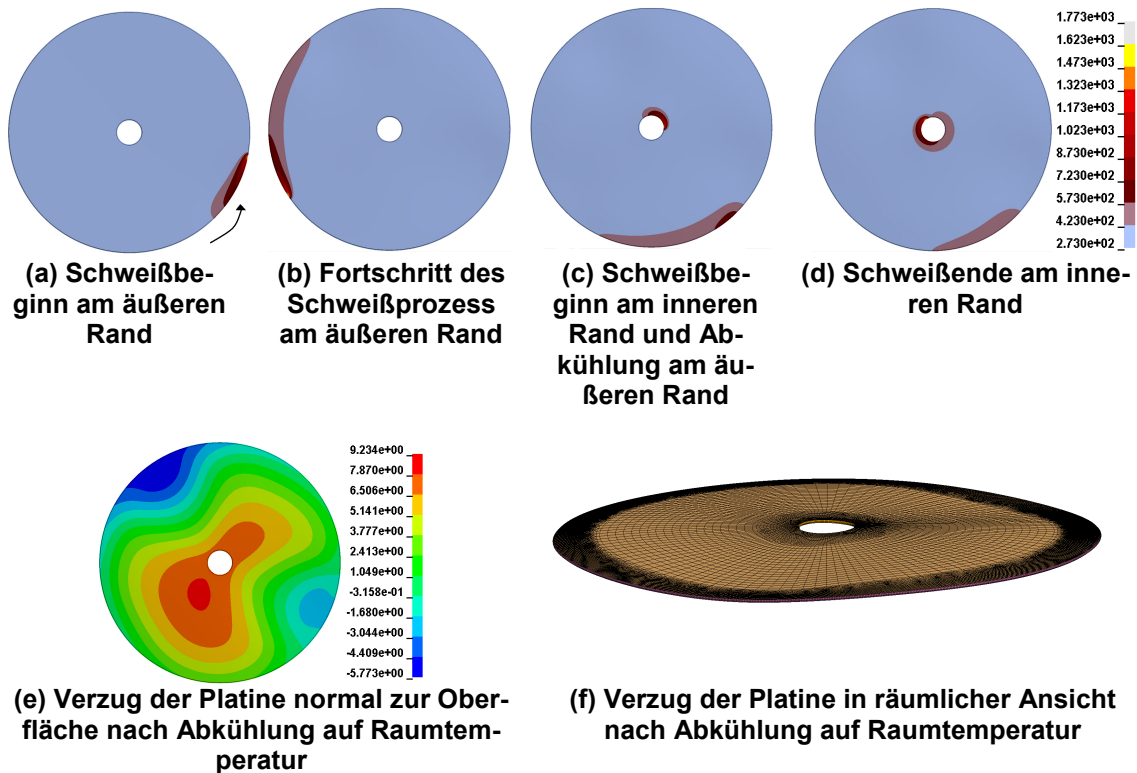 1.773e+03
1.623e+03
1.473e+03
1.323e+03
1.173e+03
1.023e+03
8.730e+02
7.230e+02
5.730e+02
4.230e+02
2.730e+02
(a) Schweißbe-
ginn am äußeren
Rand
(b) Fortschritt des
Schweißprozess
am äußeren Rand
(c) Schweißbe-
ginn am inneren
Rand und Ab-
kühlung am äu-
ßeren Rand
(d) Schweißende am inne-
ren Rand
9.234e+00
7.870e+00
6.506e+00
5.141e+00
3.777e+00
2.413e+00
1.049e+00
-3.158e-01
-1.680e+00
-3.044e+00
-4.409e+00
-5.773e+00
(e) Verzug der Platine normal zur Ober-
fläche nach Abkühlung auf Raumtem-
peratur
(f) Verzug der Platine in räumlicher Ansicht
nach Abkühlung auf Raumtemperatur